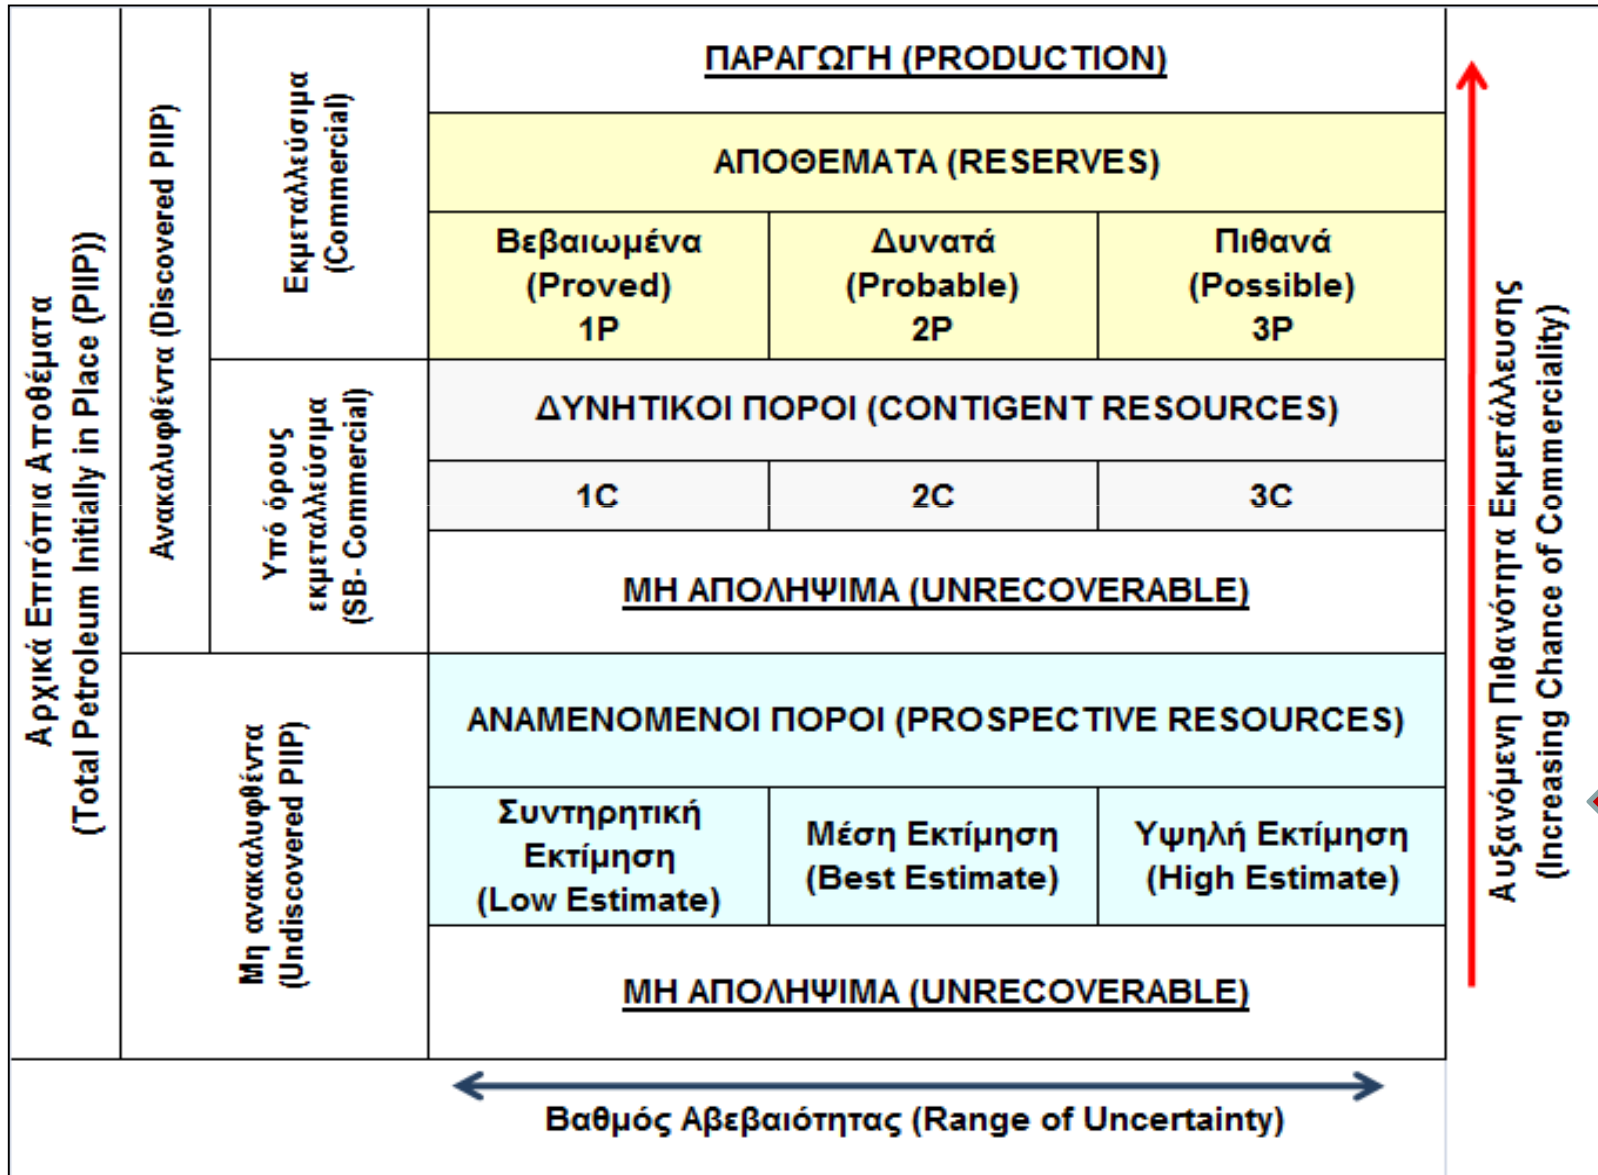 Αρχικά Επιτόπια Αποθέματα
(Total Petroleum Initially in Place (PIIP))
Ανακαλυφθέντα (Discovered PIIP)
Εκμεταλλεύσιμα
(Commercial)
ΠΑΡΑΓΩΓΗ (PRODUCTION)
ΑΠΟΘΕΜΑΤΑ (RESERVES)
Βεβαιωμένα
(Proved)
1P
Δυνατά
(Probable)
2P
Πιθανά
(Possible)
3P
Υπό όρους
εκμεταλλεύσιμα
(SB- Commercial)
ΔΥΝΗΤΙΚΟΙ ΠΟΡΟΙ (CONTIGENT RESOURCES)
1C
2C
3C
ΜΗ ΑΠΟΛΗΨΙΜΑ (UNRECOVERABLE)
Μη ανακαλυφθέντα
(Undiscovered PIIP)
ΑΝΑΜΕΝΟΜΕΝΟΙ ΠΟΡΟΙ (PROSPECTIVE RESOURCES)
Συντηρητική
Εκτίμηση
(Low Estimate)
Μέση Εκτίμηση
(Best Estimate)
Υψηλή Εκτίμηση
(High Estimate)
ΜΗ ΑΠΟΛΗΨΙΜΑ (UNRECOVERABLE)
Αυξανόμενη Πιθανότητα Εκμετάλλευσης
(Increasing Chance of Commerciality)
Βαθμός Αβεβαιότητας (Range of Uncertainty)